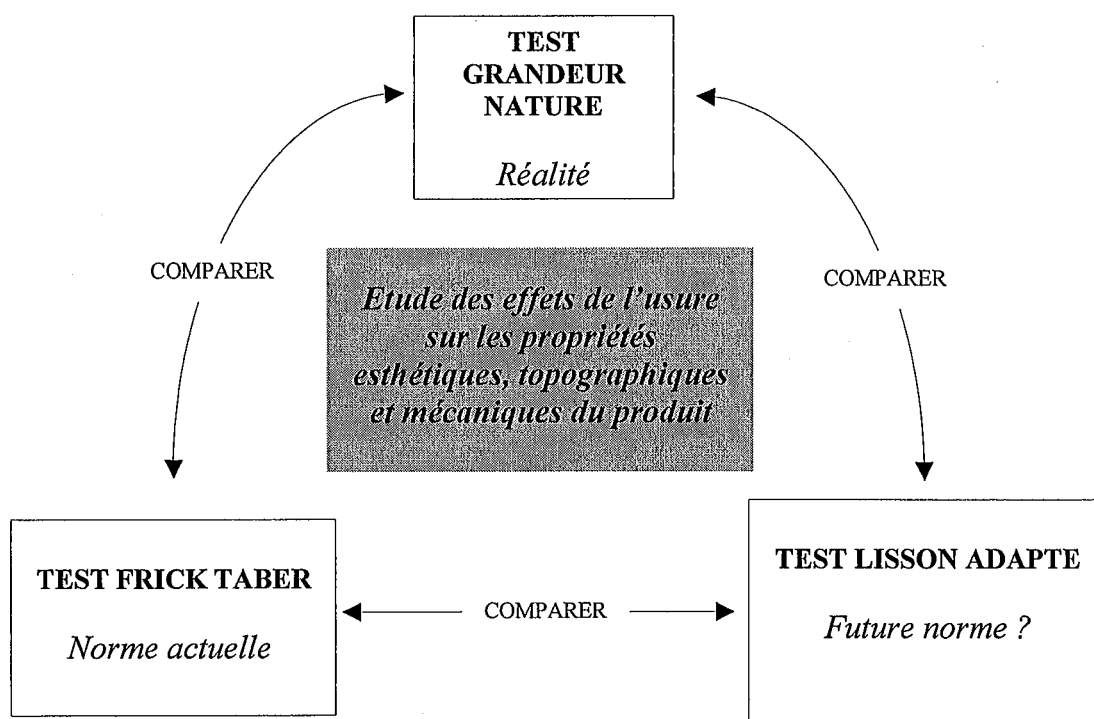 TEST
GRANDEUR
NATURE
Réalité
COMPARER
COMPARER
Etude des effets de l'usure
sur les propriétés
esthétiques, topographiques
et mécaniques du produit
TEST FRICK TABER
Norme actuelle
COMPARER
TEST LISSON ADAPTE
Future norme ?